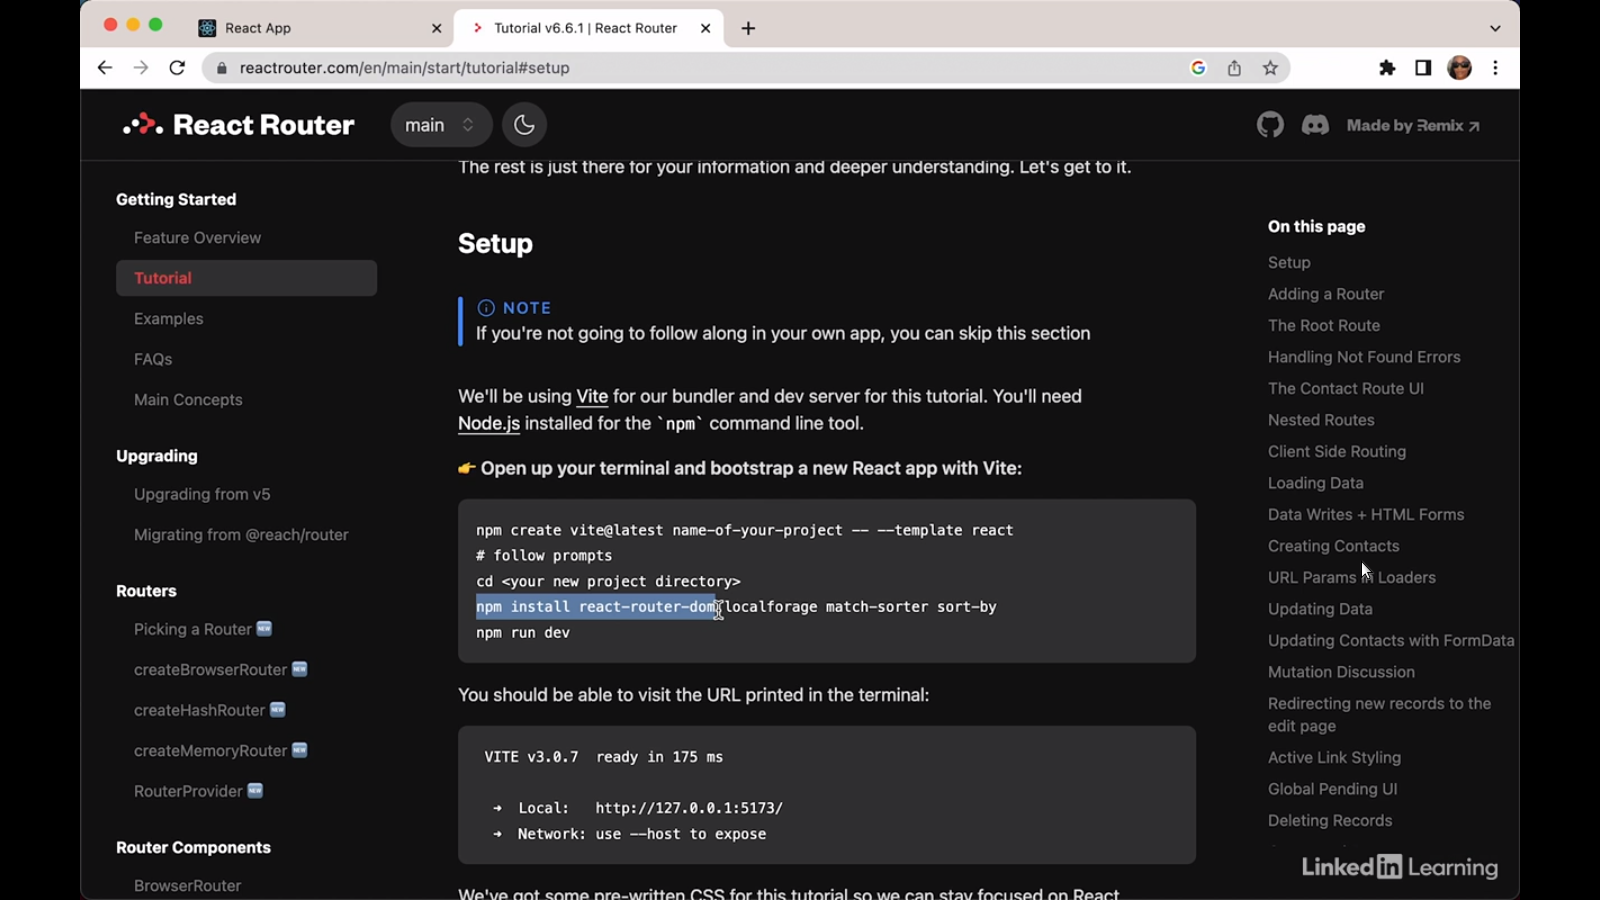 React App
Tutorial v6.6.1 | React Router
reactrouter.com/en/main/start/tutorial#setup
React Router
main
Made by Remix ↗
Getting Started
Feature Overview
Tutorial
Examples
FAQs
Main Concepts
Upgrading
Upgrading from v5
Migrating from @reach/router
Routers
Picking a Router 🆕
createBrowserRouter 🆕
createHashRouter 🆕
createMemoryRouter 🆕
RouterProvider 🆕
Router Components
BrowserRouter
The rest is just there for your information and deeper understanding. Let's get to it.
Setup
NOTE
If you're not going to follow along in your own app, you can skip this section
We'll be using Vite for our bundler and dev server for this tutorial. You'll need
Node.js installed for the `npm` command line tool.
👉 Open up your terminal and bootstrap a new React app with Vite:
npm create vite@latest name-of-your-project -- --template react
# follow prompts
cd <your new project directory>
npm install react-router-dom localforage match-sorter sort-by
npm run dev
You should be able to visit the URL printed in the terminal:
VITE v3.0.7 ready in 175 ms
➜ Local: http://127.0.0.1:5173/
➜ Network: use --host to expose
We've got some pre-written CSS for this tutorial so we can stay focused on React
On this page
Setup
Adding a Router
The Root Route
Handling Not Found Errors
The Contact Route UI
Nested Routes
Client Side Routing
Loading Data
Data Writes + HTML Forms
Creating Contacts
URL Params in Loaders
Updating Data
Updating Contacts with FormData
Mutation Discussion
Redirecting new records to the
edit page
Active Link Styling
Global Pending UI
Deleting Records
LinkedIn Learning